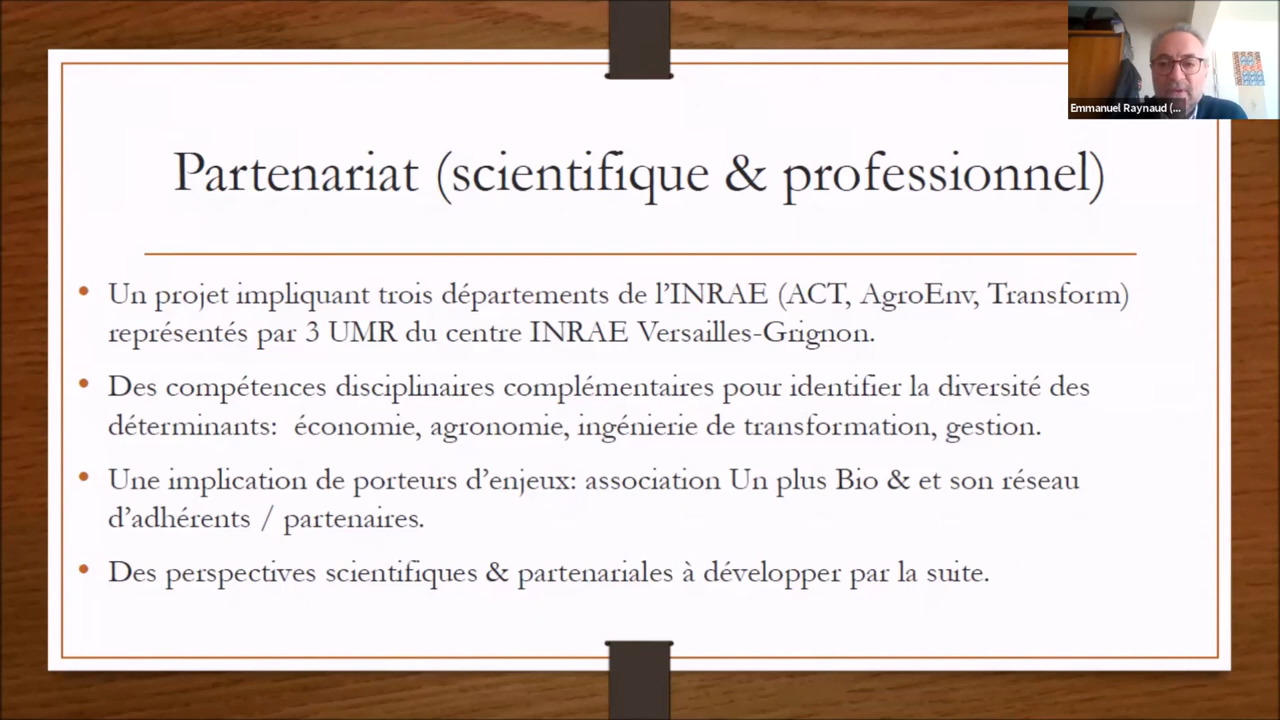 Emmanuel Raynaud (...
Partenariat (scientifique & professionnel)
• Un projet impliquant trois départements de l’INRAE (ACT, AgroEnv, Transform)
représentés par 3 UMR du centre INRAE Versailles-Grignon.
• Des compétences disciplinaires complémentaires pour identifier la diversité des
déterminants:  économie, agronomie, ingénierie de transformation, gestion.
• Une implication de porteurs d’enjeux: association Un plus Bio & et son réseau
d’adhérents / partenaires.
• Des perspectives scientifiques & partenariales à développer par la suite.